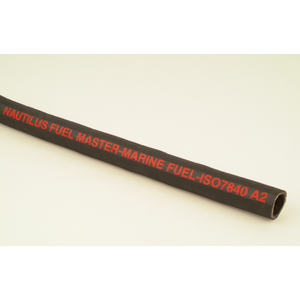 NAUTILUS FUEL MASTER-MARINE FUEL-ISO7840 A2